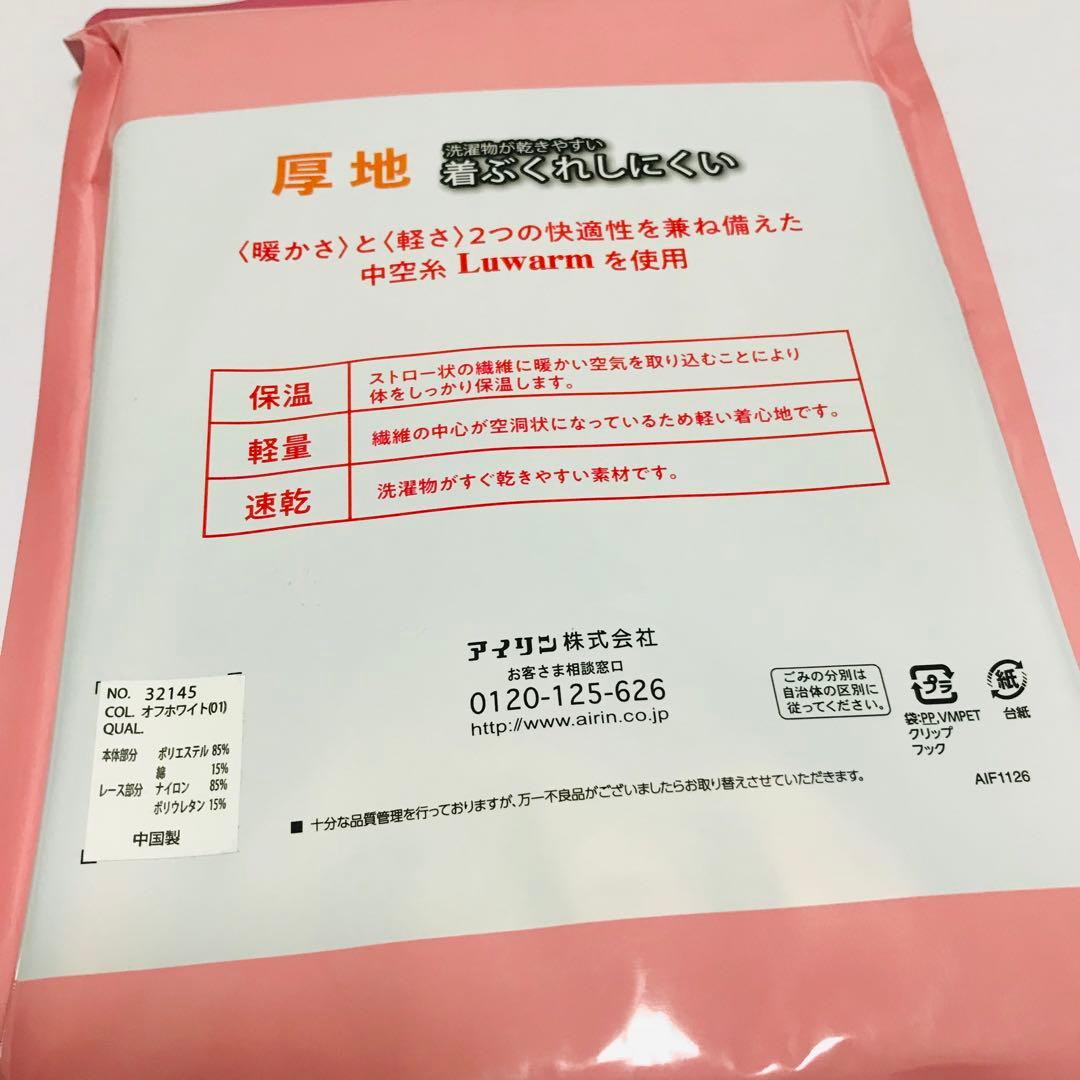 厚地
洗濯物が乾きやすい
着ぶくれしにくい
〈暖かさ〉と〈軽さ〉2つの快適性を兼ね備えた
中空糸 Luwarm を使用
保温
ストロー状の繊維に暖かい空気を取り込むことにより
体をしっかり保温します。
軽量
繊維の中心が空洞状になっているため軽い着心地です。
速乾
洗濯物がすぐ乾きやすい素材です。
アイリン株式会社
お客さま相談窓口
0120-125-626
http://www.airin.co.jp
ごみの分別は
自治体の区別に
従ってください。
プラ
袋:PP,VMPET
クリップ
フック
紙
台紙
AIF1126
NO. 32145
COL. オフホワイト(01)
QUAL.
本体部分 ポリエステル 85%
綿 15%
レース部分 ナイロン 85%
ポリウレタン 15%
中国製
■ 十分な品質管理を行っておりますが、万一不良品がございましたらお取り替えさせていただきます。